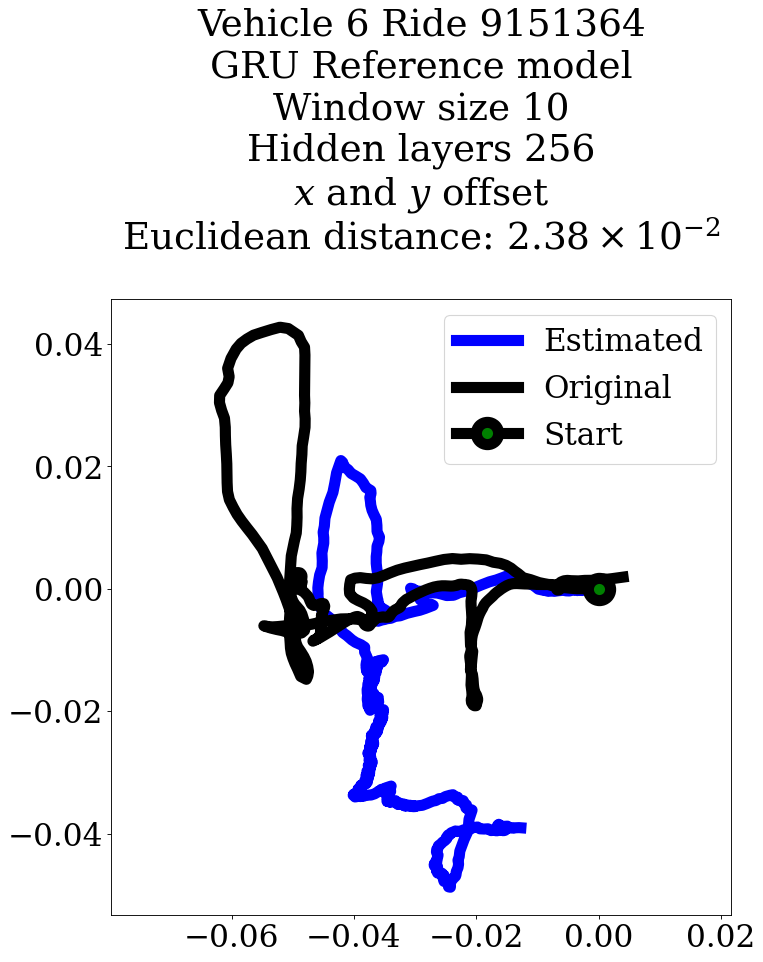 Vehicle 6 Ride 9151364
GRU Reference model
Window size 10
Hidden layers 256
x and y offset
Euclidean distance: 2.38 × 10⁻²
Estimated
Original
Start
0.04
0.02
0.00
−0.02
−0.04
−0.06 −0.04 −0.02 0.00 0.02